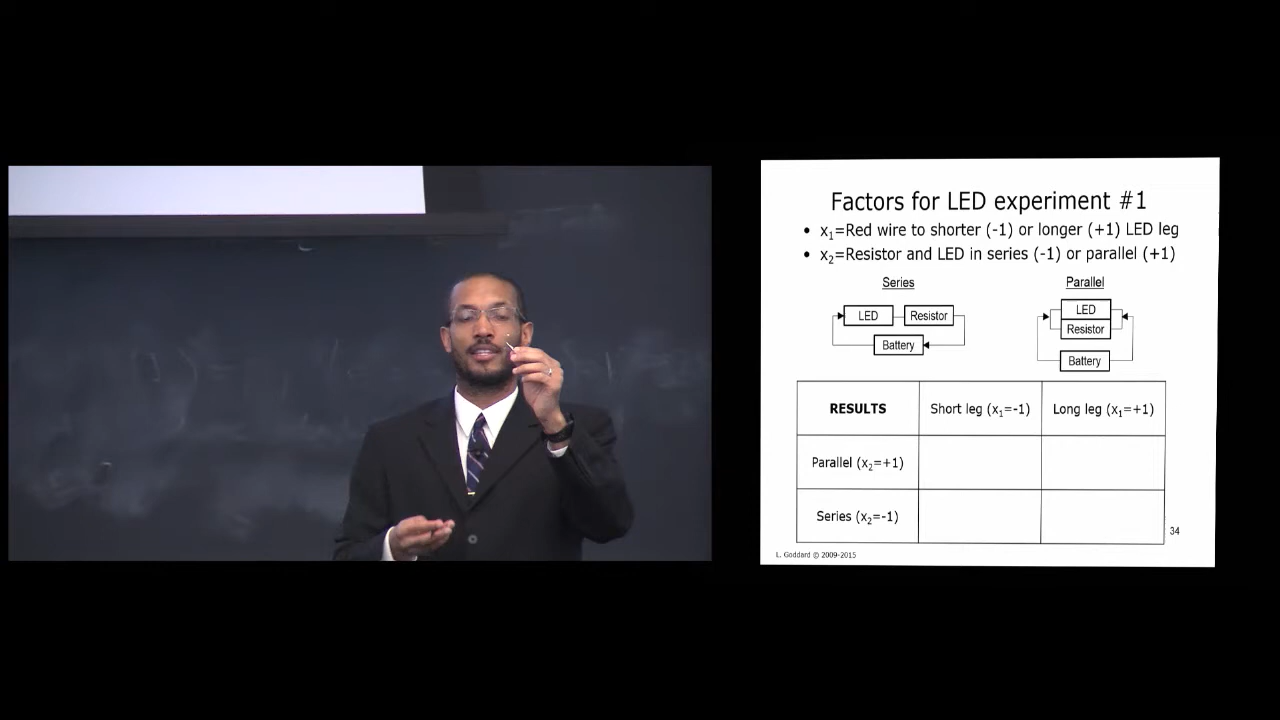 Factors for LED experiment #1
• x₁=Red wire to shorter (-1) or longer (+1) LED leg
• x₂=Resistor and LED in series (-1) or parallel (+1)
Series
Parallel
LED
Resistor
Battery
LED
Resistor
Battery
RESULTS
Short leg (x₁=-1)
Long leg (x₁=+1)
Parallel (x₂=+1)
Series (x₂=-1)
34
L. Goddard © 2009-2015